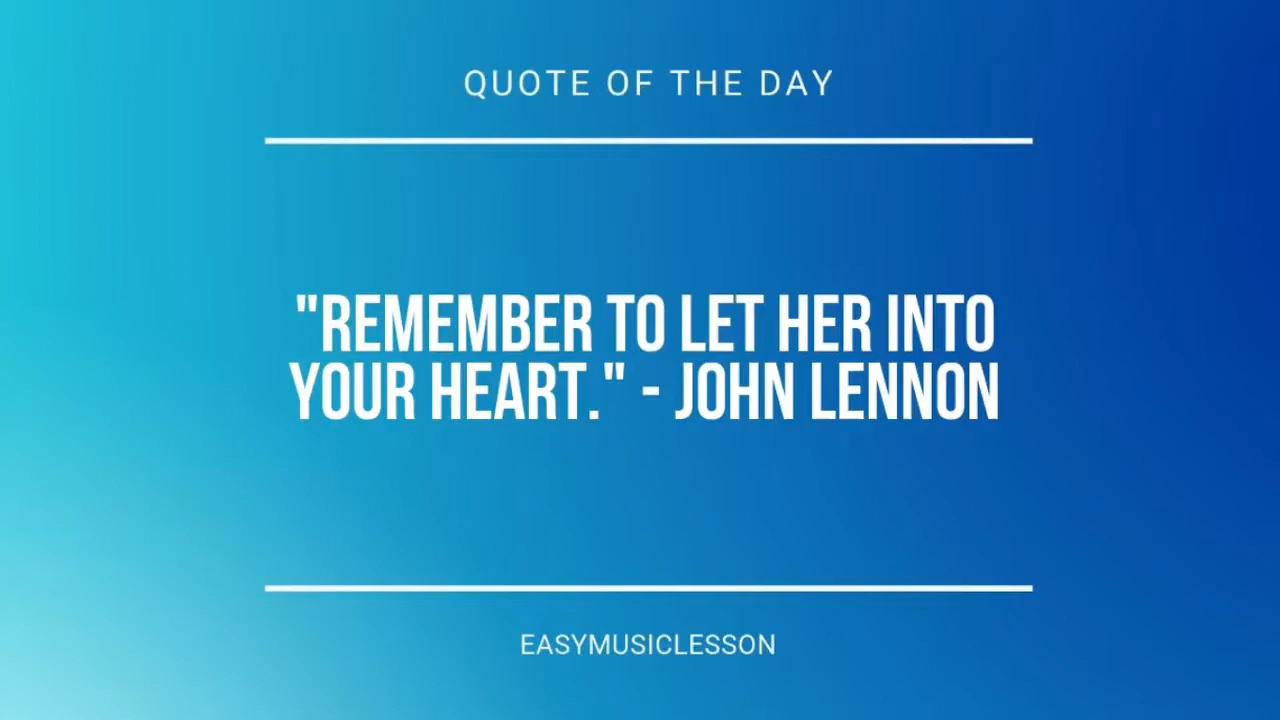 QUOTE OF THE DAY
"REMEMBER TO LET HER INTO
YOUR HEART." - JOHN LENNON
EASYMUSICLESSON